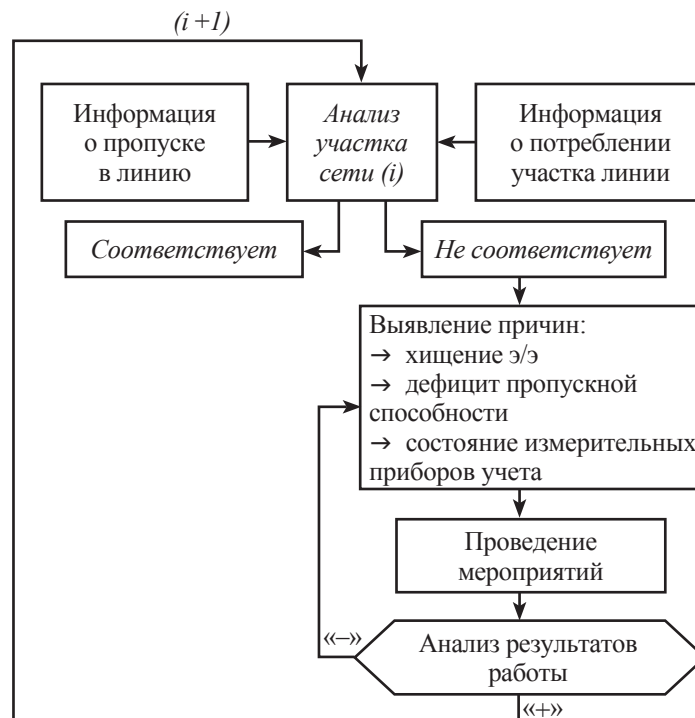 (i +1)
Информация
о пропуске
в линию
Анализ
участка
сети (i)
Информация
о потреблении
участка линии
Соответствует
Не соответствует
Выявление причин:
→ хищение э/э
→ дефицит пропускной
способности
→ состояние измерительных
приборов учета
Проведение
мероприятий
«–»
Анализ результатов
работы
«+»